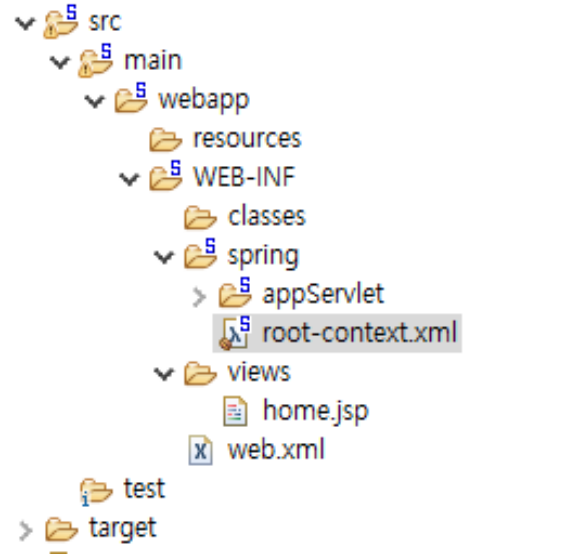 src
main
webapp
resources
WEB-INF
classes
spring
appServlet
root-context.xml
views
home.jsp
web.xml
test
target